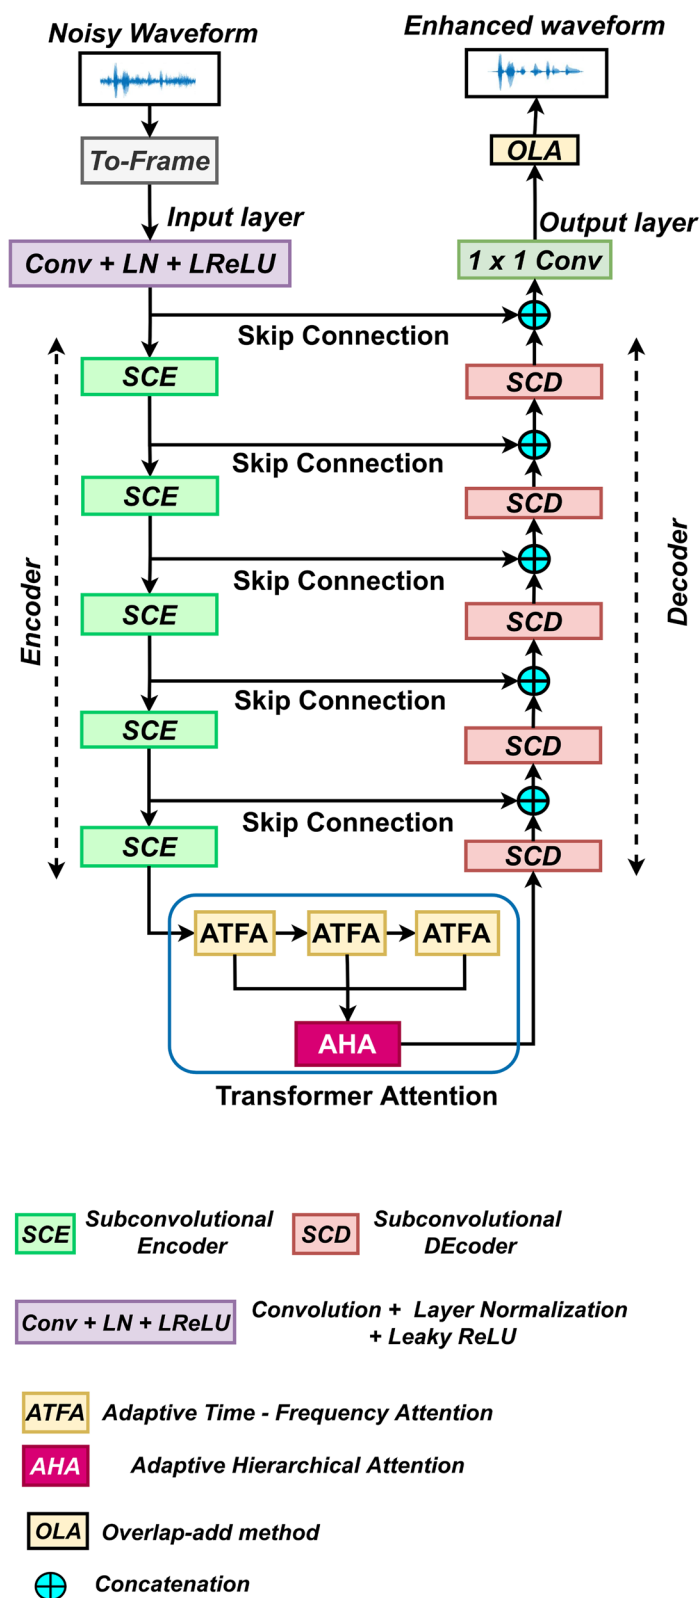 Noisy Waveform
Enhanced waveform
To-Frame
OLA
Input layer
Output layer
Conv + LN + LReLU
1 x 1 Conv
Skip Connection
SCE
SCD
Skip Connection
SCE
SCD
Skip Connection
Encoder
Decoder
SCE
SCD
Skip Connection
SCE
SCD
Skip Connection
SCE
SCD
ATFA
ATFA
ATFA
AHA
Transformer Attention
SCE
Subconvolutional
Encoder
SCD
Subconvolutional
DEcoder
Conv + LN + LReLU
Convolution + Layer Normalization
+ Leaky ReLU
ATFA
Adaptive Time - Frequency Attention
AHA
Adaptive Hierarchical Attention
OLA
Overlap-add method
Concatenation